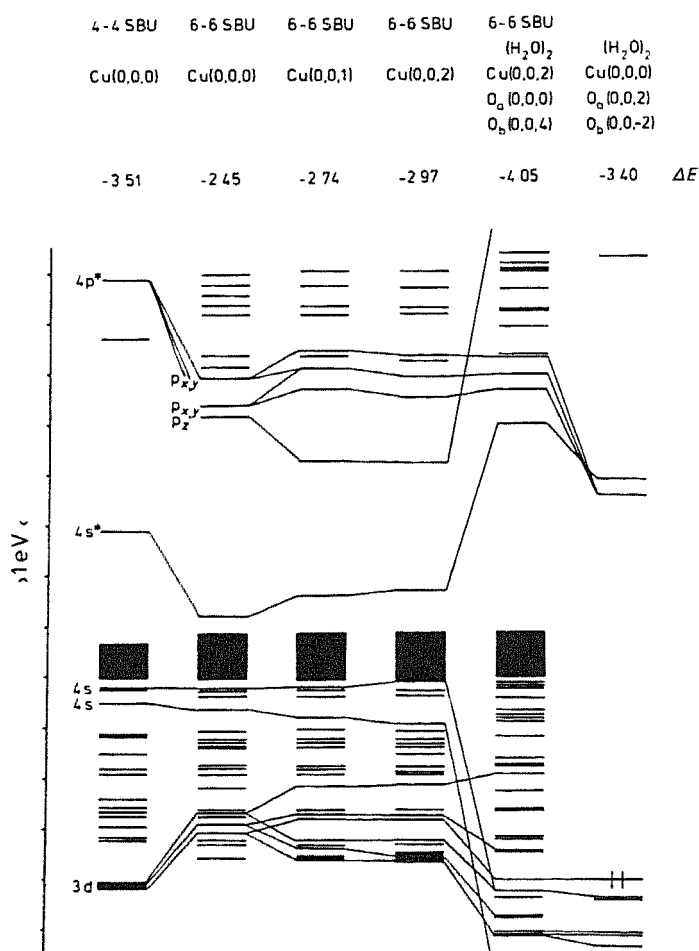 4-4 SBU 6-6 SBU 6-6 SBU 6-6 SBU 6-6 SBU
(H₂O)₂ (H₂O)₂
Cu(0,0,0) Cu(0,0,0) Cu(0,0,1) Cu(0,0,2) Cu(0,0,2) Cu(0,0,0)
Oₐ(0,0,0) Oₐ(0,0,2)
O_b(0,0,4) O_b(0,0,-2)
-3 51 -2 45 -2 74 -2 97 -4 05 -3 40 ΔE
4p*
pₓ,y
pₓ,y
p_z
4s*
›1eV‹
4s
4s
3d